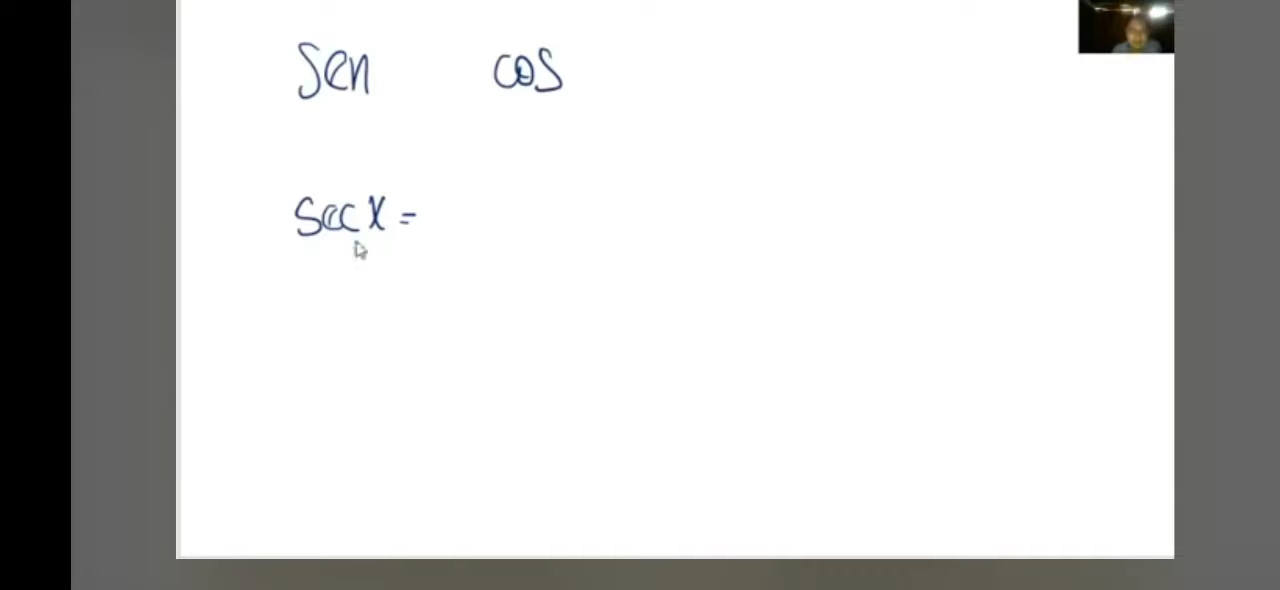 Sen cos
Sec X =